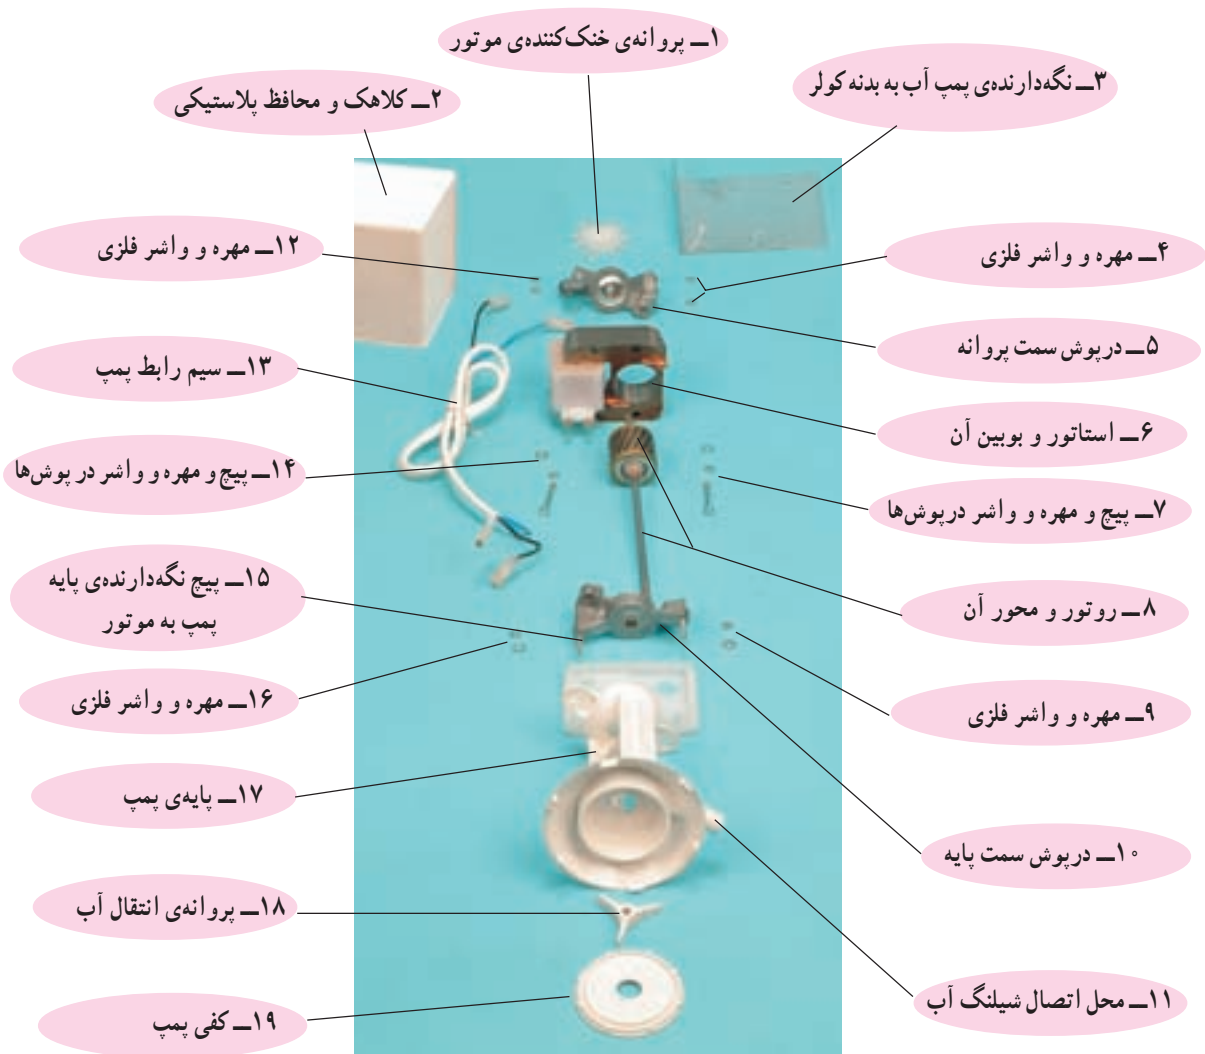 ۱ــ پروانه‌ی خنک‌کننده‌ی موتور
۲ــ کلاهک و محافظ پلاستیکی
۳ــ نگه‌دارنده‌ی پمپ آب به بدنه کولر
۴ــ مهره و واشر فلزی
۵ــ درپوش سمت پروانه
۶ــ استاتور و بوبین آن
۷ــ پیچ و مهره و واشر درپوش‌ها
۸ــ روتور و محور آن
۹ــ مهره و واشر فلزی
۱۰ــ درپوش سمت پایه
۱۱ــ محل اتصال شیلنگ آب
۱۲ــ مهره و واشر فلزی
۱۳ــ سیم رابط پمپ
۱۴ــ پیچ و مهره و واشر در پوش‌ها
۱۵ــ پیچ نگه‌دارنده‌ی پایه
پمپ به موتور
۱۶ــ مهره و واشر فلزی
۱۷ــ پایه‌ی پمپ
۱۸ــ پروانه‌ی انتقال آب
۱۹ــ کفی پمپ